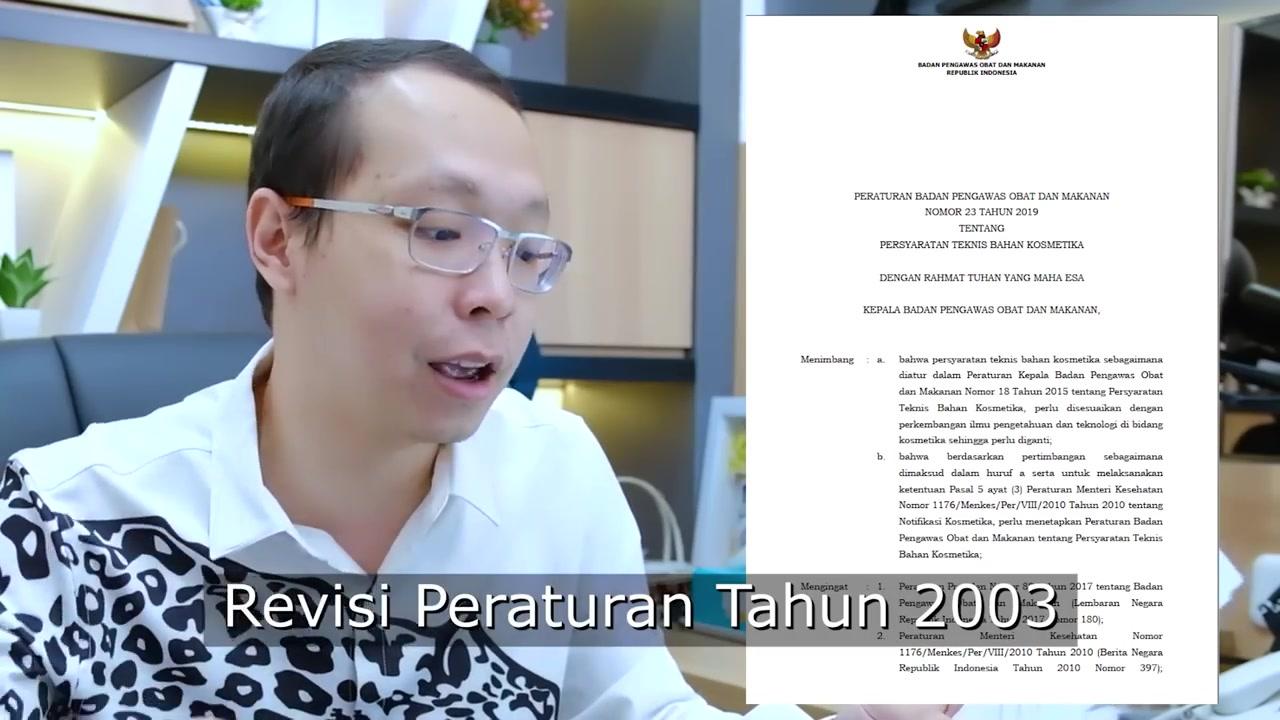 BADAN PENGAWAS OBAT DAN MAKANAN
REPUBLIK INDONESIA
PERATURAN BADAN PENGAWAS OBAT DAN MAKANAN
NOMOR 23 TAHUN 2019
TENTANG
PERSYARATAN TEKNIS BAHAN KOSMETIKA
DENGAN RAHMAT TUHAN YANG MAHA ESA
KEPALA BADAN PENGAWAS OBAT DAN MAKANAN,
Menimbang : a. bahwa persyaratan teknis bahan kosmetika sebagaimana
diatur dalam Peraturan Kepala Badan Pengawas Obat
dan Makanan Nomor 18 Tahun 2015 tentang Persyaratan
Teknis Bahan Kosmetika, perlu disesuaikan dengan
perkembangan ilmu pengetahuan dan teknologi di bidang
kosmetika sehingga perlu diganti;
b. bahwa berdasarkan pertimbangan sebagaimana
dimaksud dalam huruf a serta untuk melaksanakan
ketentuan Pasal 5 ayat (3) Peraturan Menteri Kesehatan
Nomor 1176/Menkes/Per/VIII/2010 Tahun 2010 tentang
Notifikasi Kosmetika, perlu menetapkan Peraturan Badan
Pengawas Obat dan Makanan tentang Persyaratan Teknis
Bahan Kosmetika;
Mengingat : 1. 2017 tentang Badan
(Lembaran Negara
180);
Revisi Peraturan Tahun 2003
2. Peraturan Menteri Kesehatan Nomor
1176/Menkes/Per/VIII/2010 Tahun 2010 (Berita Negara
Republik Indonesia Tahun 2010 Nomor 397);